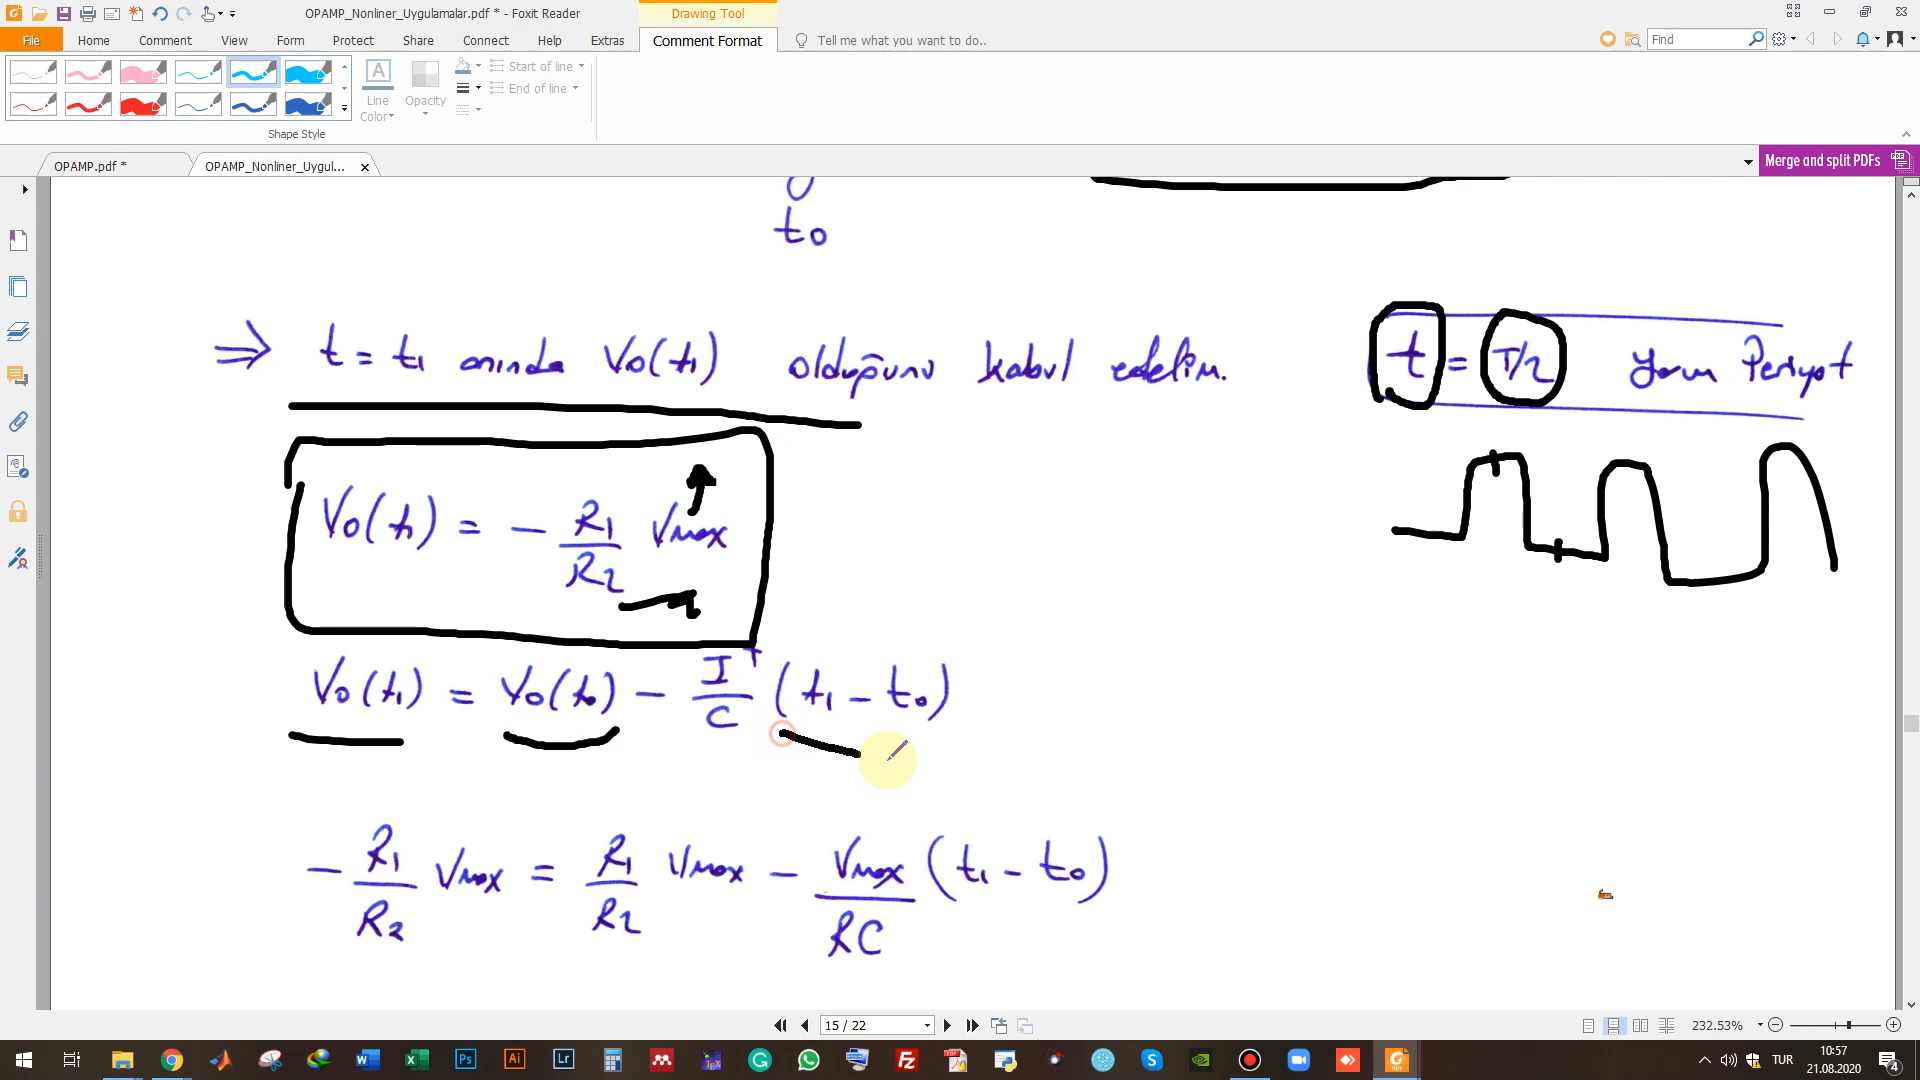 OPAMP_Nonliner_Uygulamalar.pdf * - Foxit Reader
Drawing Tool
File Home Comment View Form Protect Share Connect Help Extras Comment Format Tell me what you want to do.. Find
Line Color
Opacity
Start of line
End of line
Shape Style
OPAMP.pdf *
OPAMP_Nonliner_Uygul...
Merge and split PDFs
t0
⇒ t = t1 anında Vo(t1) olduğunu kabul edelim.
t = T/2 Yarım Periyot
Vo(t1) = - R1/R2 Vmax
Vo(t1) = Vo(t0) - I+/C (t1 - t0)
- R1/R2 Vmax = R1/R2 Vmax - Vmax/RC (t1 - t0)
15 / 22
232.53%
TUR
10:57
21.08.2020
4